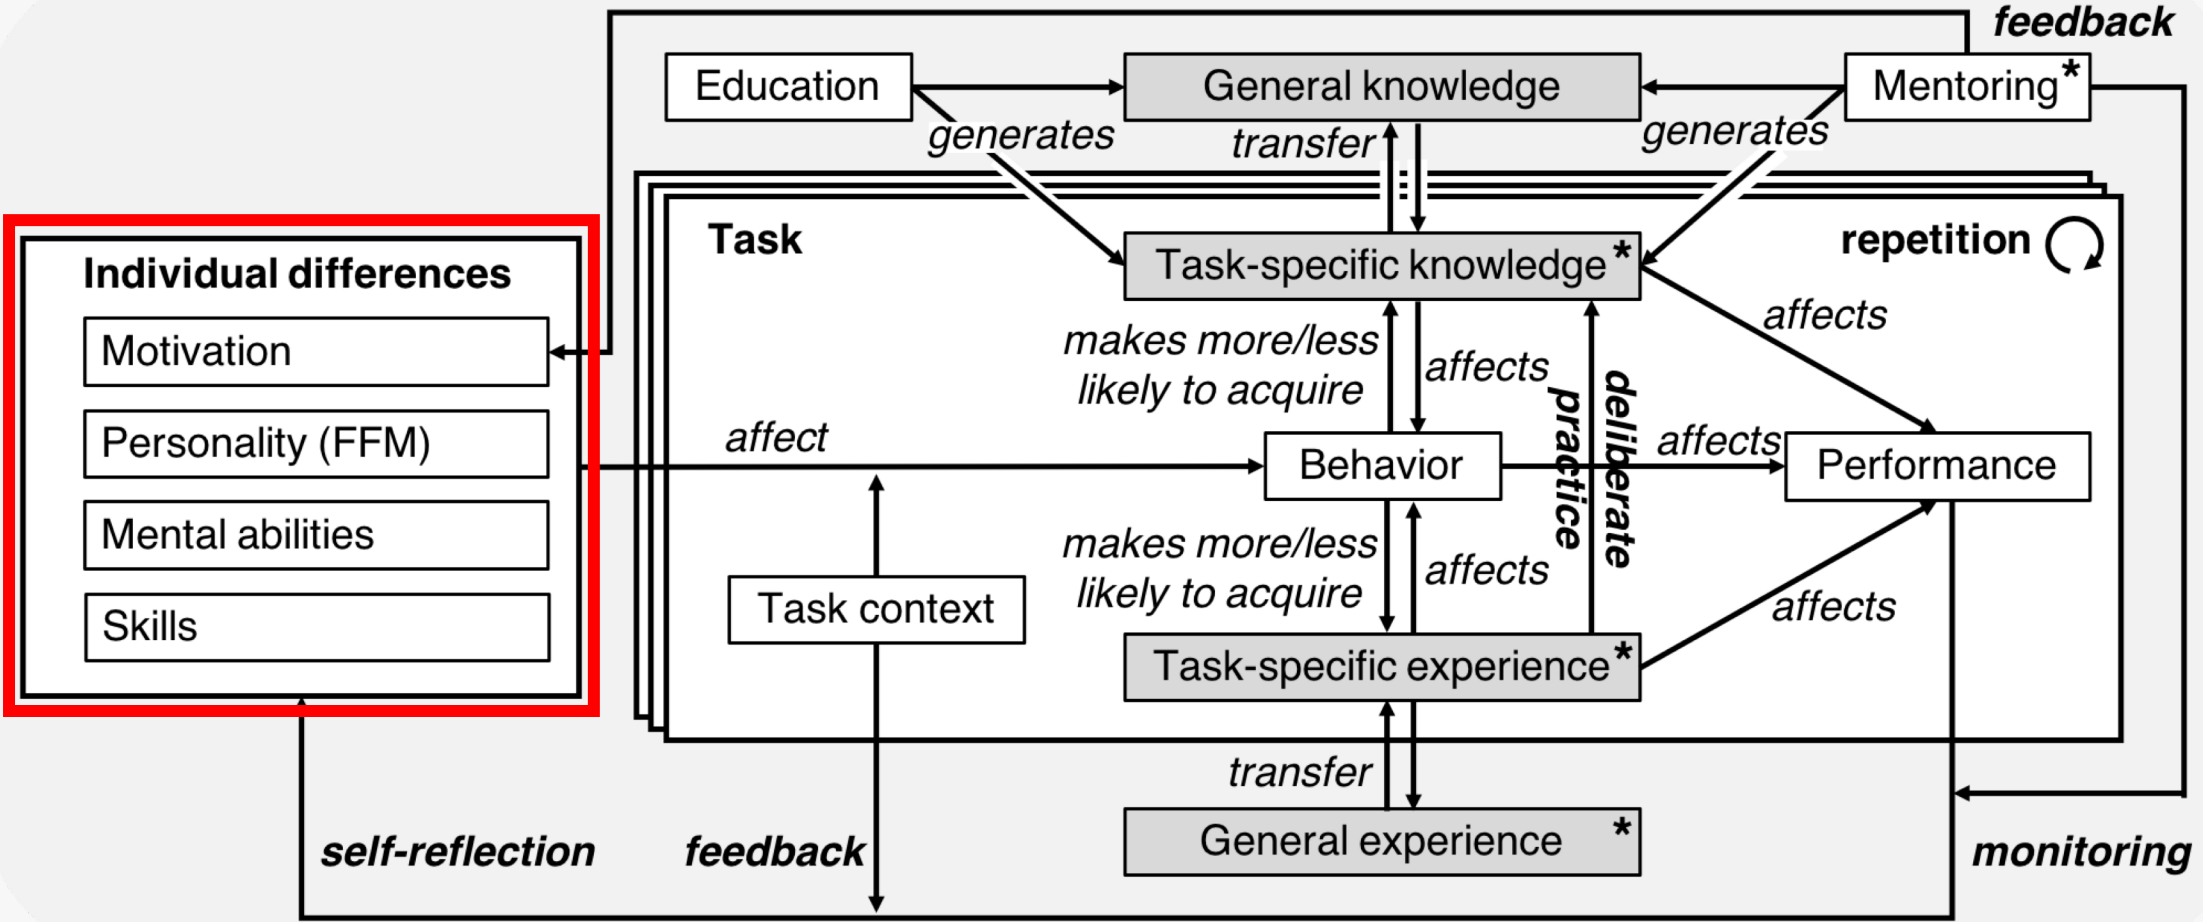 feedback
Education
General knowledge
Mentoring*
generates
transfer
generates
Task
repetition
Individual differences
Motivation
Personality (FFM)
Mental abilities
Skills
Task-specific knowledge*
affects
makes more/less
likely to acquire
affects
deliberate
practice
affect
Behavior
affects
Performance
makes more/less
likely to acquire
affects
Task context
affects
Task-specific experience*
transfer
General experience *
self-reflection
feedback
monitoring